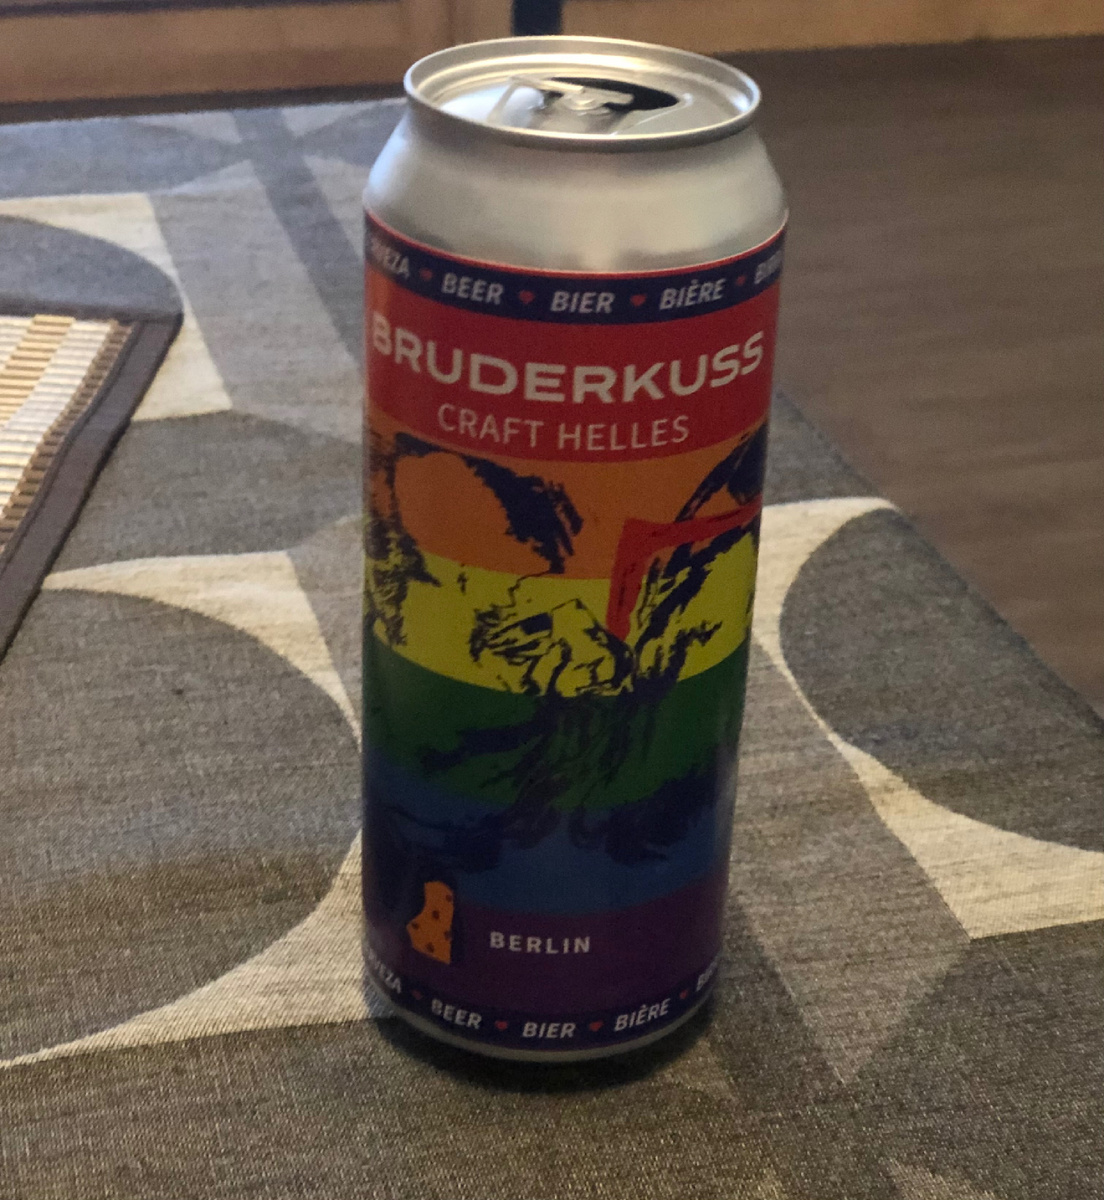 BEER ♥ BIER ♥ BIÈRE
BRUDERKUSS
CRAFT HELLES
BERLIN
BEER ♥ BIER ♥ BIÈRE